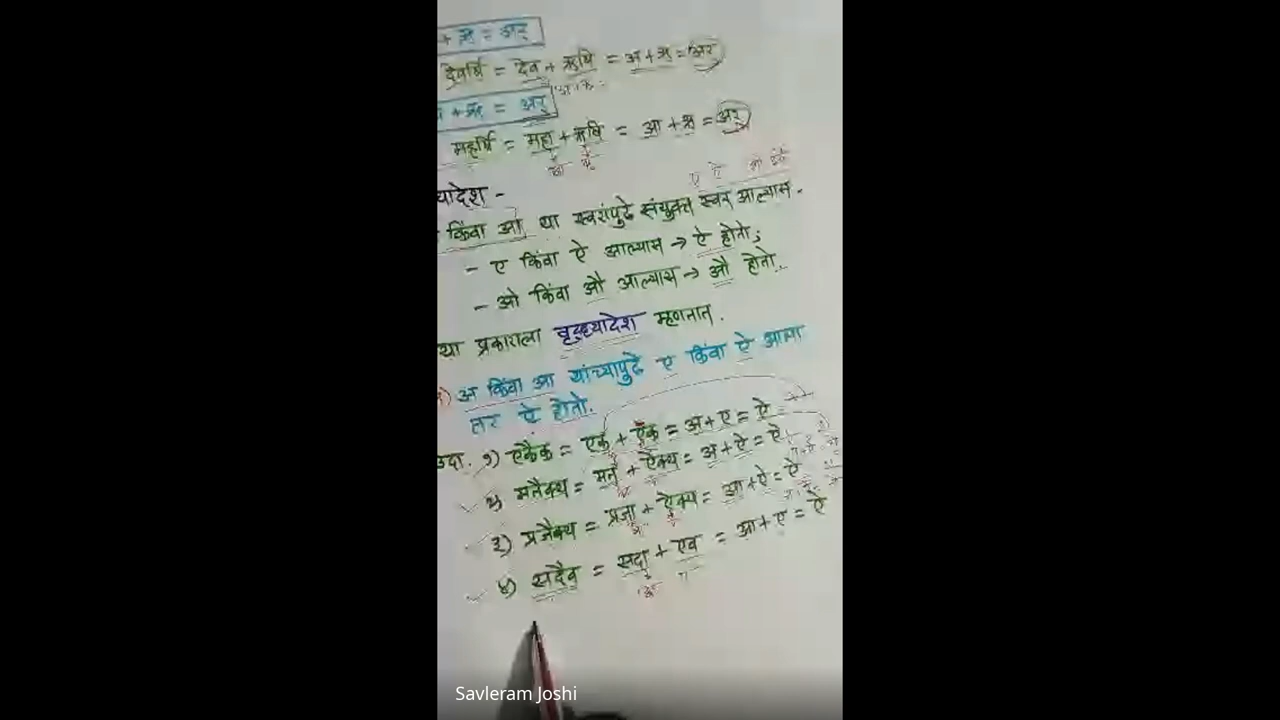 + ऋ = अर्
देवर्षि = देव + ऋषि = अ + ऋ = अर्
+ ऋ = अर्
महर्षि = महा + ऋषि = आ + ऋ = अर्
यादेश -
किंवा आ या स्वरांपुढे संयुक्त स्वर आल्यास -
- ए किंवा ऐ आल्यास → ऐ होतो;
- ओ किंवा औ आल्यास → औ होतो.
या प्रकाराला वृद्ध्यादेश म्हणतात.
१) अ किंवा आ यांच्यापुढे ए किंवा ऐ आला
तर ऐ होतो.
उदा. १) एकैक = एक + एक = अ + ए = ऐ
२) मतैक्य = मत + ऐक्य = अ + ऐ = ऐ
३) प्रजैक्य = प्रजा + ऐक्य = आ + ऐ = ऐ
४) सदैव = सदा + एव = आ + ए = ऐ
Savleram Joshi